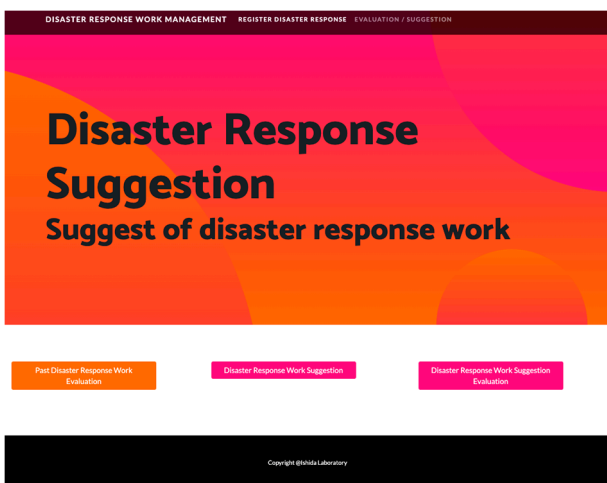 DISASTER RESPONSE WORK MANAGEMENT REGISTER DISASTER RESPONSE EVALUATION / SUGGESTION
Disaster Response
Suggestion
Suggest of disaster response work
Past Disaster Response Work
Evaluation
Disaster Response Work Suggestion
Disaster Response Work Suggestion
Evaluation
Copyright @Ishida Laboratory